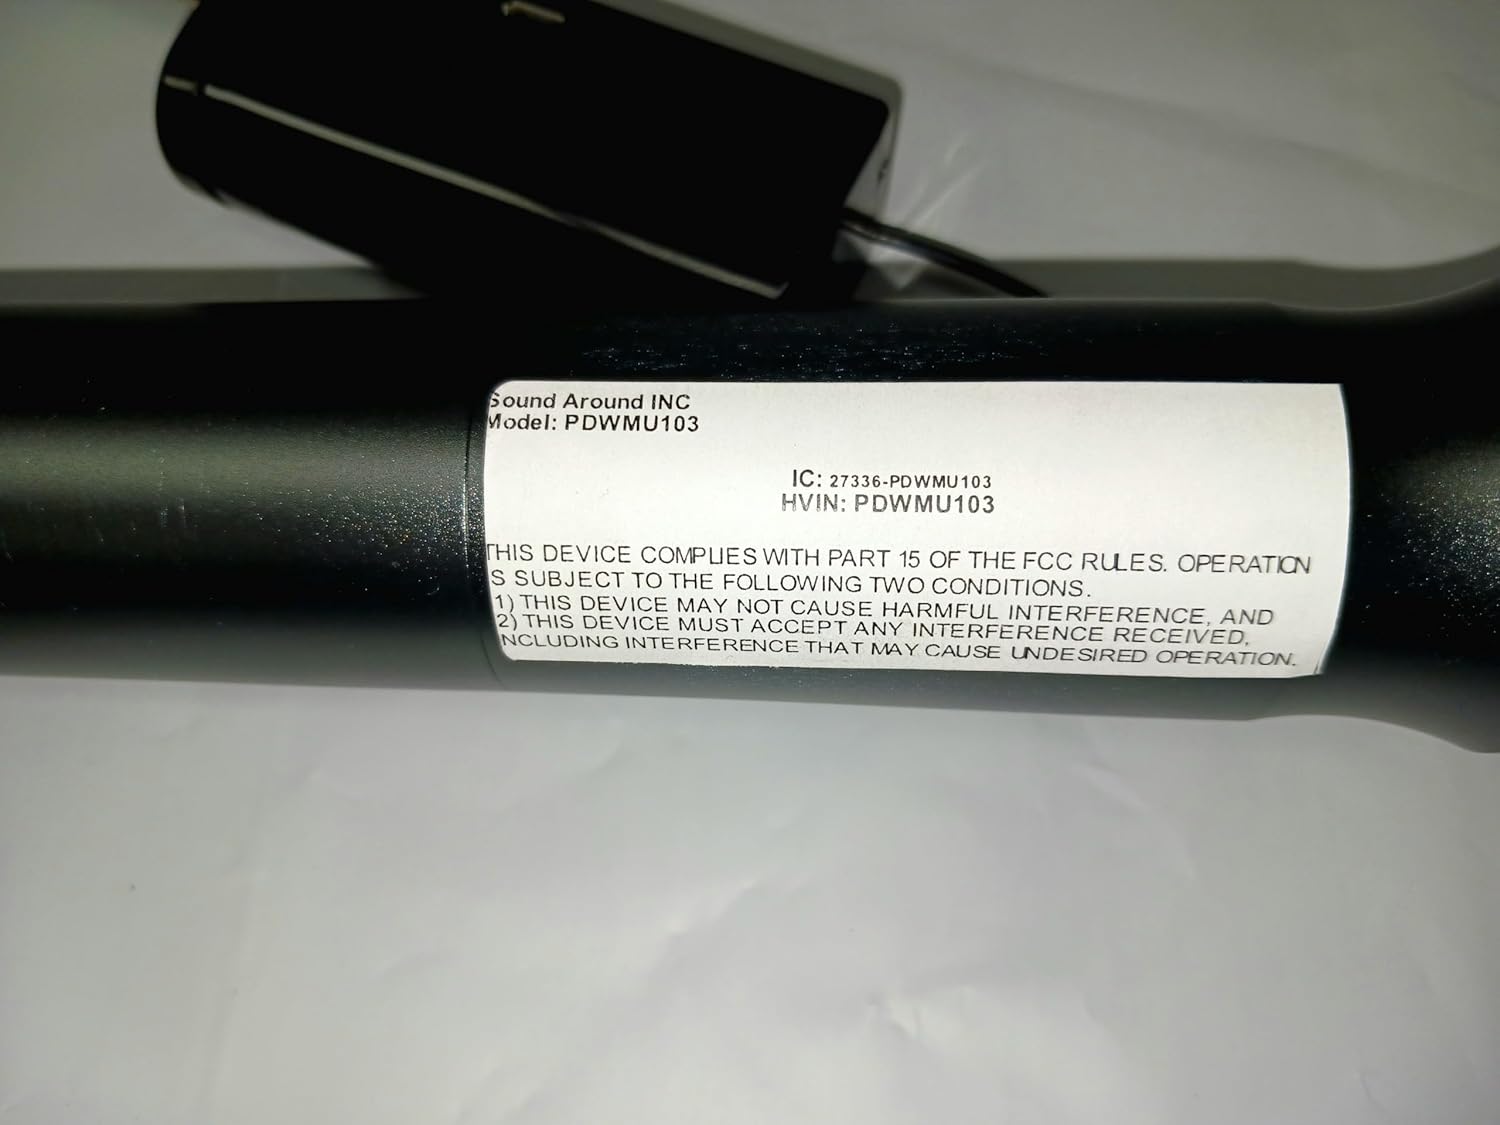 Sound Around INC
Model: PDWMU103
IC: 27336-PDWMU103
HVIN: PDWMU103
THIS DEVICE COMPLIES WITH PART 15 OF THE FCC RULES. OPERATION
S SUBJECT TO THE FOLLOWING TWO CONDITIONS.
1) THIS DEVICE MAY NOT CAUSE HARMFUL INTERFERENCE, AND
2) THIS DEVICE MUST ACCEPT ANY INTERFERENCE RECEIVED,
NCLUDING INTERFERENCE THAT MAY CAUSE UNDESIRED OPERATION.